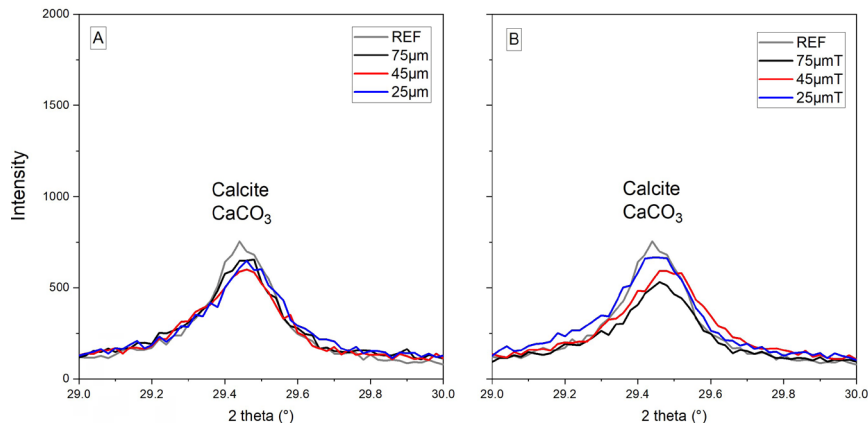 A
REF
75µm
45µm
25µm
Calcite
CaCO3
Intensity
2000
1500
1000
500
0
29.0 29.2 29.4 29.6 29.8 30.0
2 theta (°)
B
REF
75µmT
45µmT
25µmT
Calcite
CaCO3
29.0 29.2 29.4 29.6 29.8 30.0
2 theta (°)